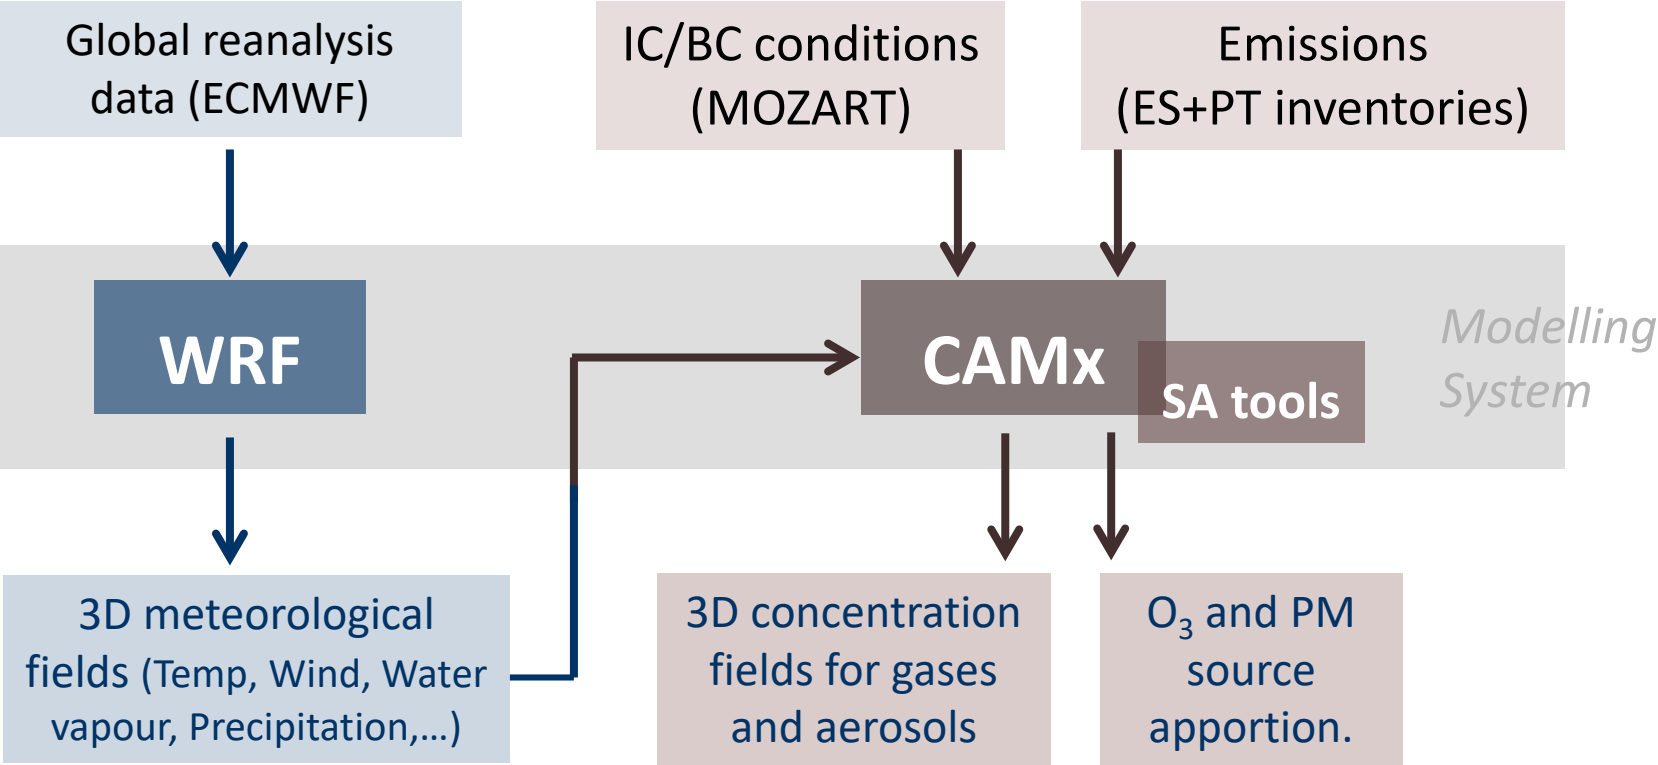 Global reanalysis
data (ECMWF)
IC/BC conditions
(MOZART)
Emissions
(ES+PT inventories)
WRF
CAMx
SA tools
Modelling
System
3D meteorological
fields (Temp, Wind, Water
vapour, Precipitation,...)
3D concentration
fields for gases
and aerosols
O₃ and PM
source
apportion.